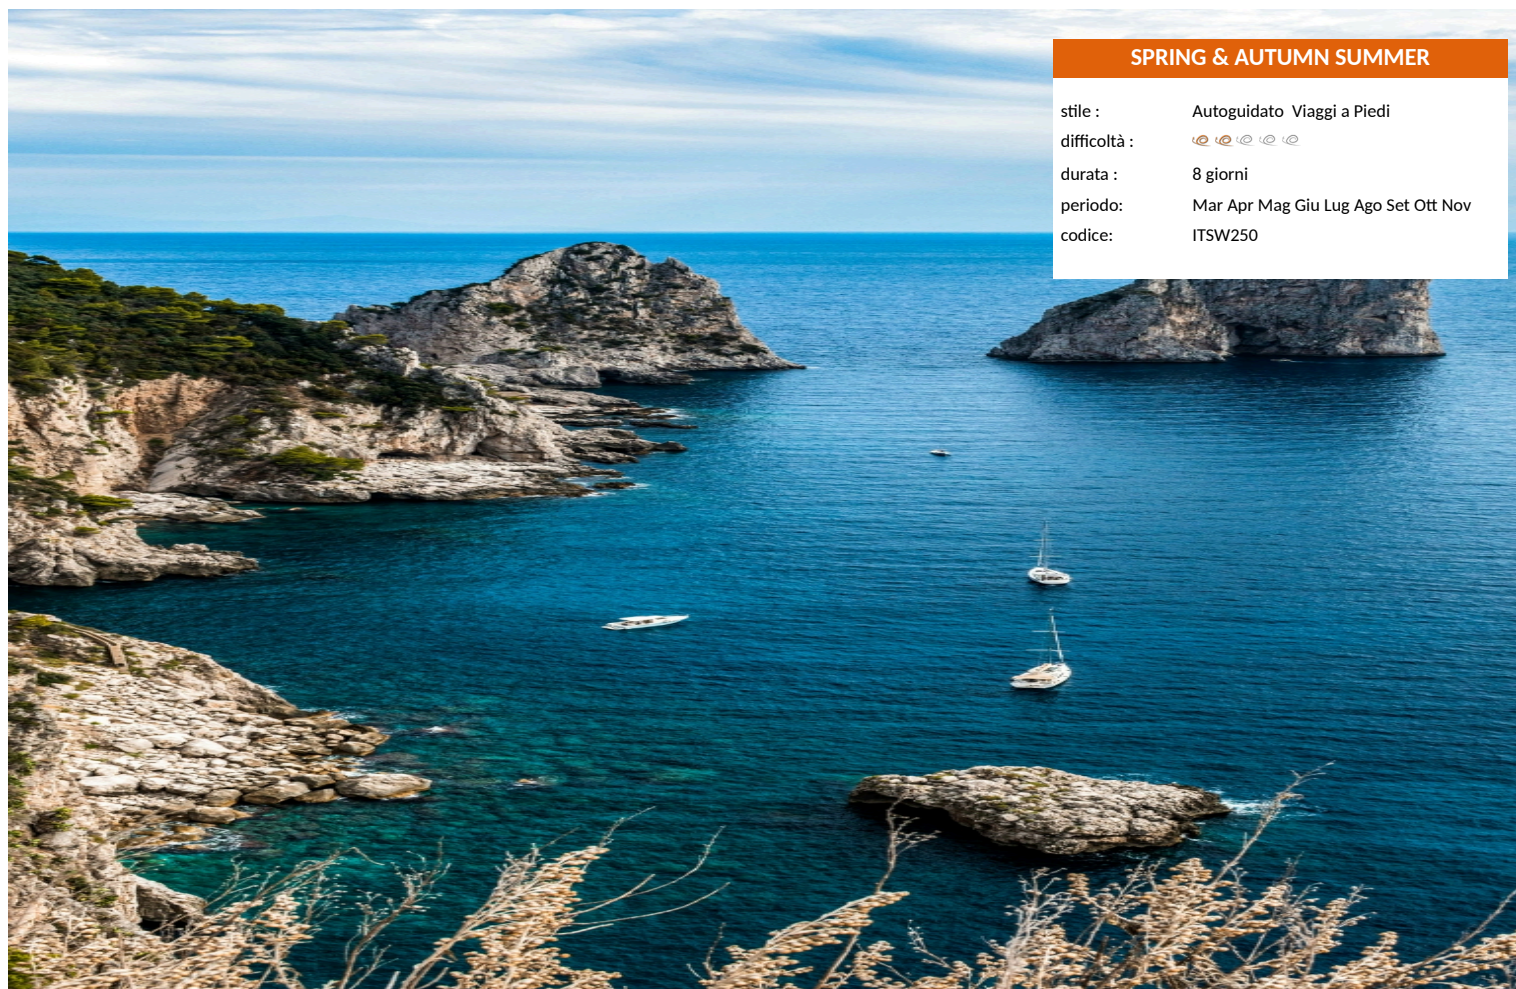 SPRING & AUTUMN SUMMER
stile : Autoguidato  Viaggi a Piedi
difficoltà :
durata : 8 giorni
periodo: Mar Apr Mag Giu Lug Ago Set Ott Nov
codice: ITSW250